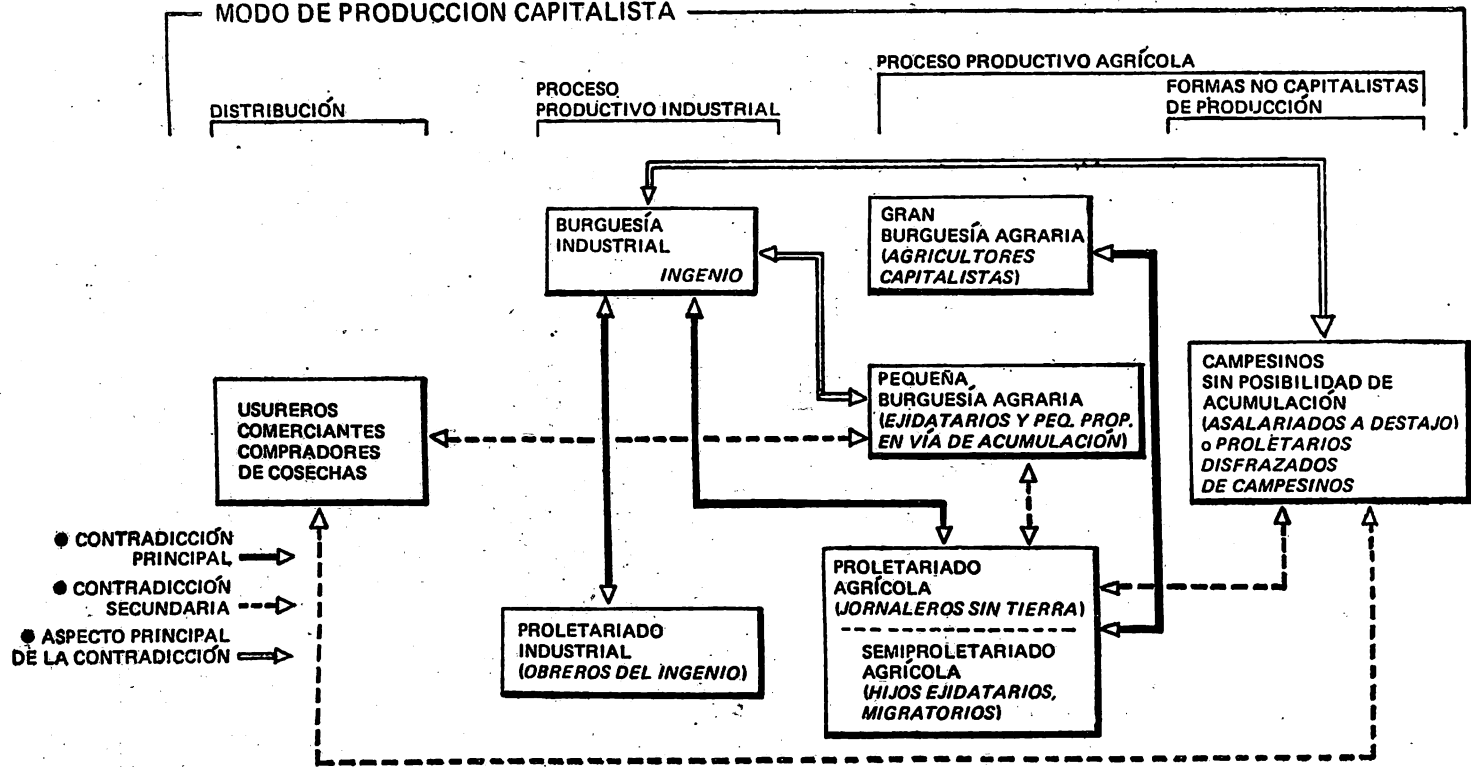 MODO DE PRODUCCION CAPITALISTA
PROCESO PRODUCTIVO AGRÍCOLA
DISTRIBUCIÓN
PROCESO
PRODUCTIVO INDUSTRIAL
FORMAS NO CAPITALISTAS
DE PRODUCCIÓN
BURGUESÍA
INDUSTRIAL
INGENIO
GRAN
BURGUESÍA AGRARIA
(AGRICULTORES
CAPITALISTAS)
USUREROS
COMERCIANTES
COMPRADORES
DE COSECHAS
PEQUEÑA
BURGUESÍA AGRARIA
(EJIDATARIOS Y PEQ. PROP.
EN VÍA DE ACUMULACIÓN)
CAMPESINOS
SIN POSIBILIDAD DE
ACUMULACIÓN
(ASALARIADOS A DESTAJO)
o PROLETARIOS
DISFRAZADOS
DE CAMPESINOS
● CONTRADICCIÓN
PRINCIPAL
● CONTRADICCIÓN
SECUNDARIA
● ASPECTO PRINCIPAL
DE LA CONTRADICCIÓN
PROLETARIADO
INDUSTRIAL
(OBREROS DEL INGENIO)
PROLETARIADO
AGRÍCOLA
(JORNALEROS SIN TIERRA)
SEMIPROLETARIADO
AGRÍCOLA
(HIJOS EJIDATARIOS,
MIGRATORIOS)